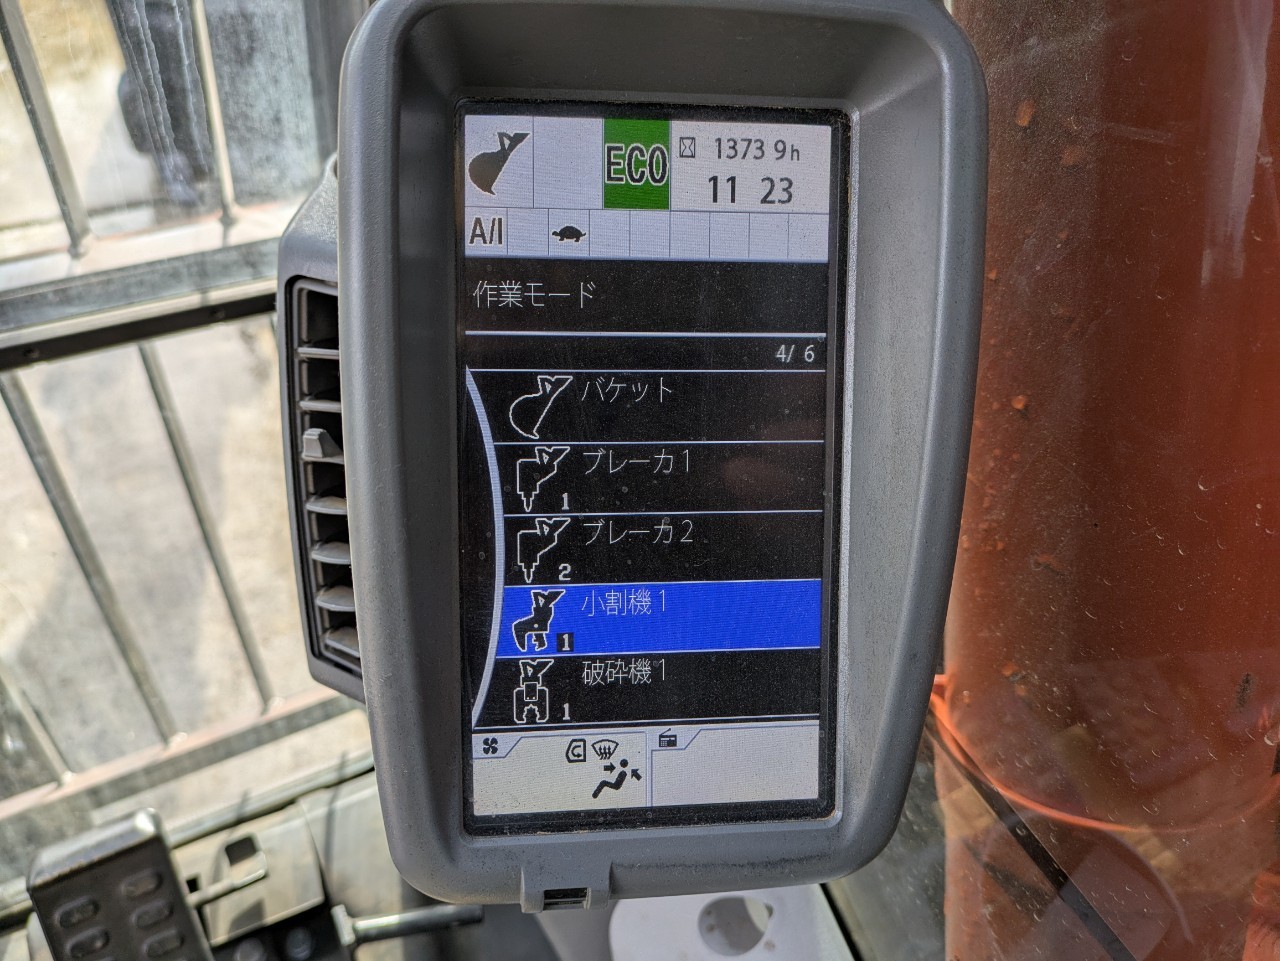 ECO
1373 9h
11 23
A/I
作業モード
4/ 6
バケット
ブレーカ1
1
ブレーカ2
2
小割機1
1
破砕機1
1